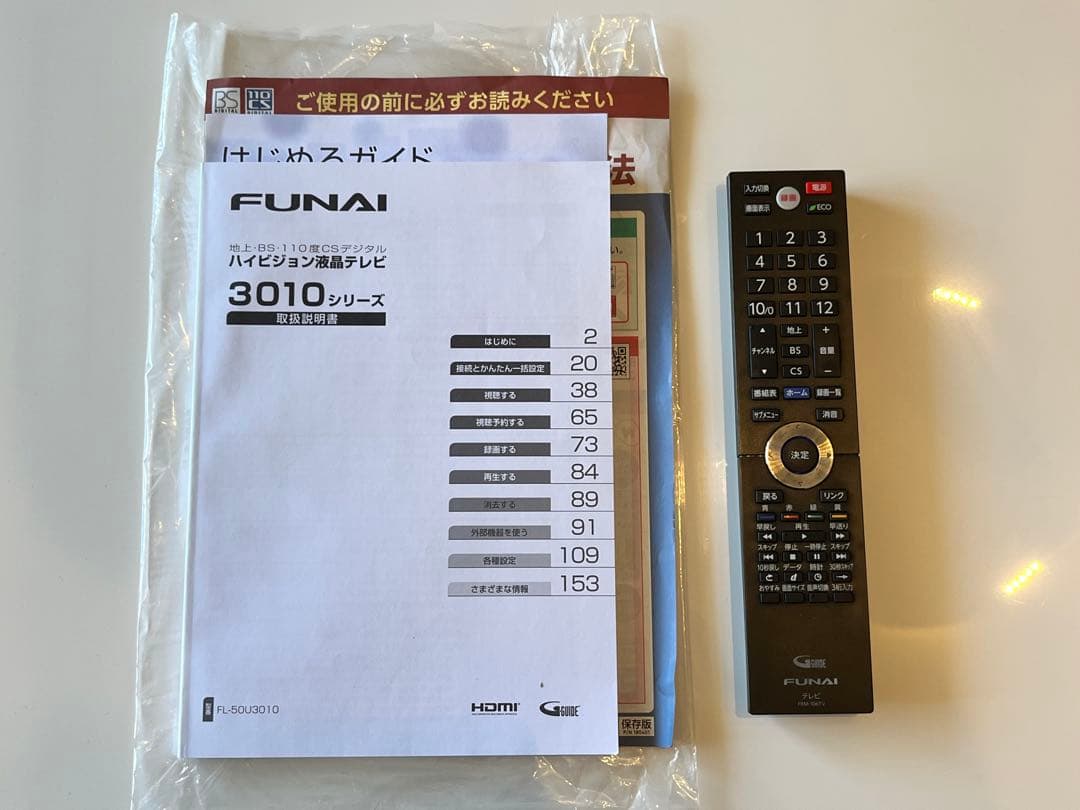 BS
DIGITAL
110
CS
DIGITAL
ご使用の前に必ずお読みください
はじめるガイド
法
FUNAI
地上・BS・110度CSデジタル
ハイビジョン液晶テレビ
3010シリーズ
取扱説明書
はじめに 2
接続とかんたん一括設定 20
視聴する 38
視聴予約する 65
録画する 73
再生する 84
消去する 89
外部機器を使う 91
各種設定 109
さまざまな情報 153
型番 FL-50U3010
HDMI
G GUIDE
保存版
入力切換 録画 電源
画面表示 ECO
1 2 3
4 5 6
7 8 9
10/0 11 12
地上 +
チャンネル BS 音量
CS -
番組表 ホーム 録画一覧
サブメニュー 消音
決定
戻る リンク
青 赤 緑 黄
早戻し 再生 早送り
スキップ 停止 一時停止 スキップ
10秒戻し データ 時計 30秒スキップ
d
おやすみ 画面サイズ 音声切換 3桁入力
G GUIDE
FUNAI
テレビ